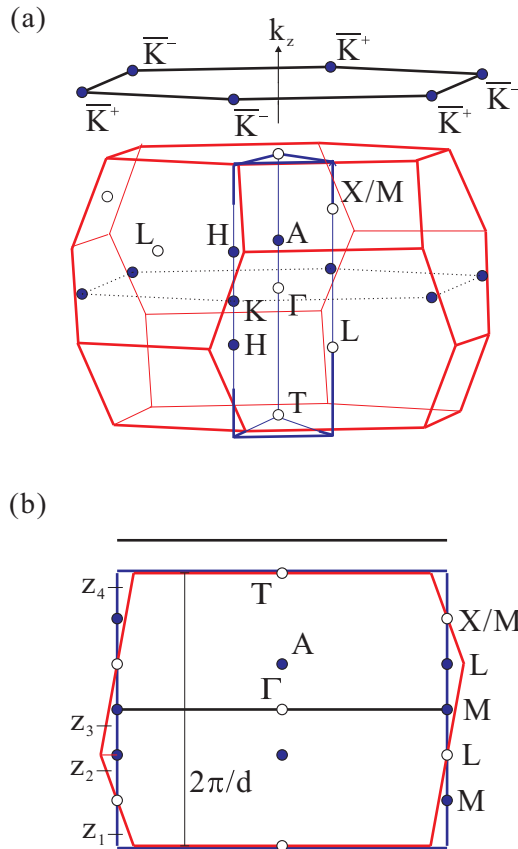 (a)
k_z
K̅⁻ K̅⁺
K̅⁺ K̅⁻ K̅⁺ K̅⁻
X/M
L H A
K Γ
H L
T
(b)
z₄ T
X/M
A L
Γ M
z₃
L
z₂ 2π/d
M
z₁